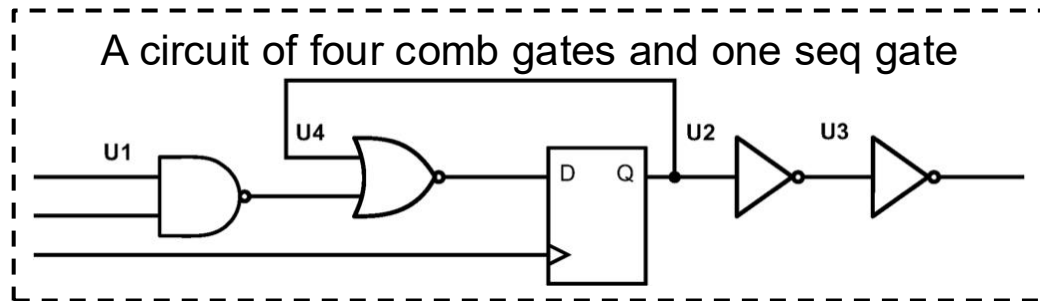 A circuit of four comb gates and one seq gate
U1
U4
D
Q
U2
U3